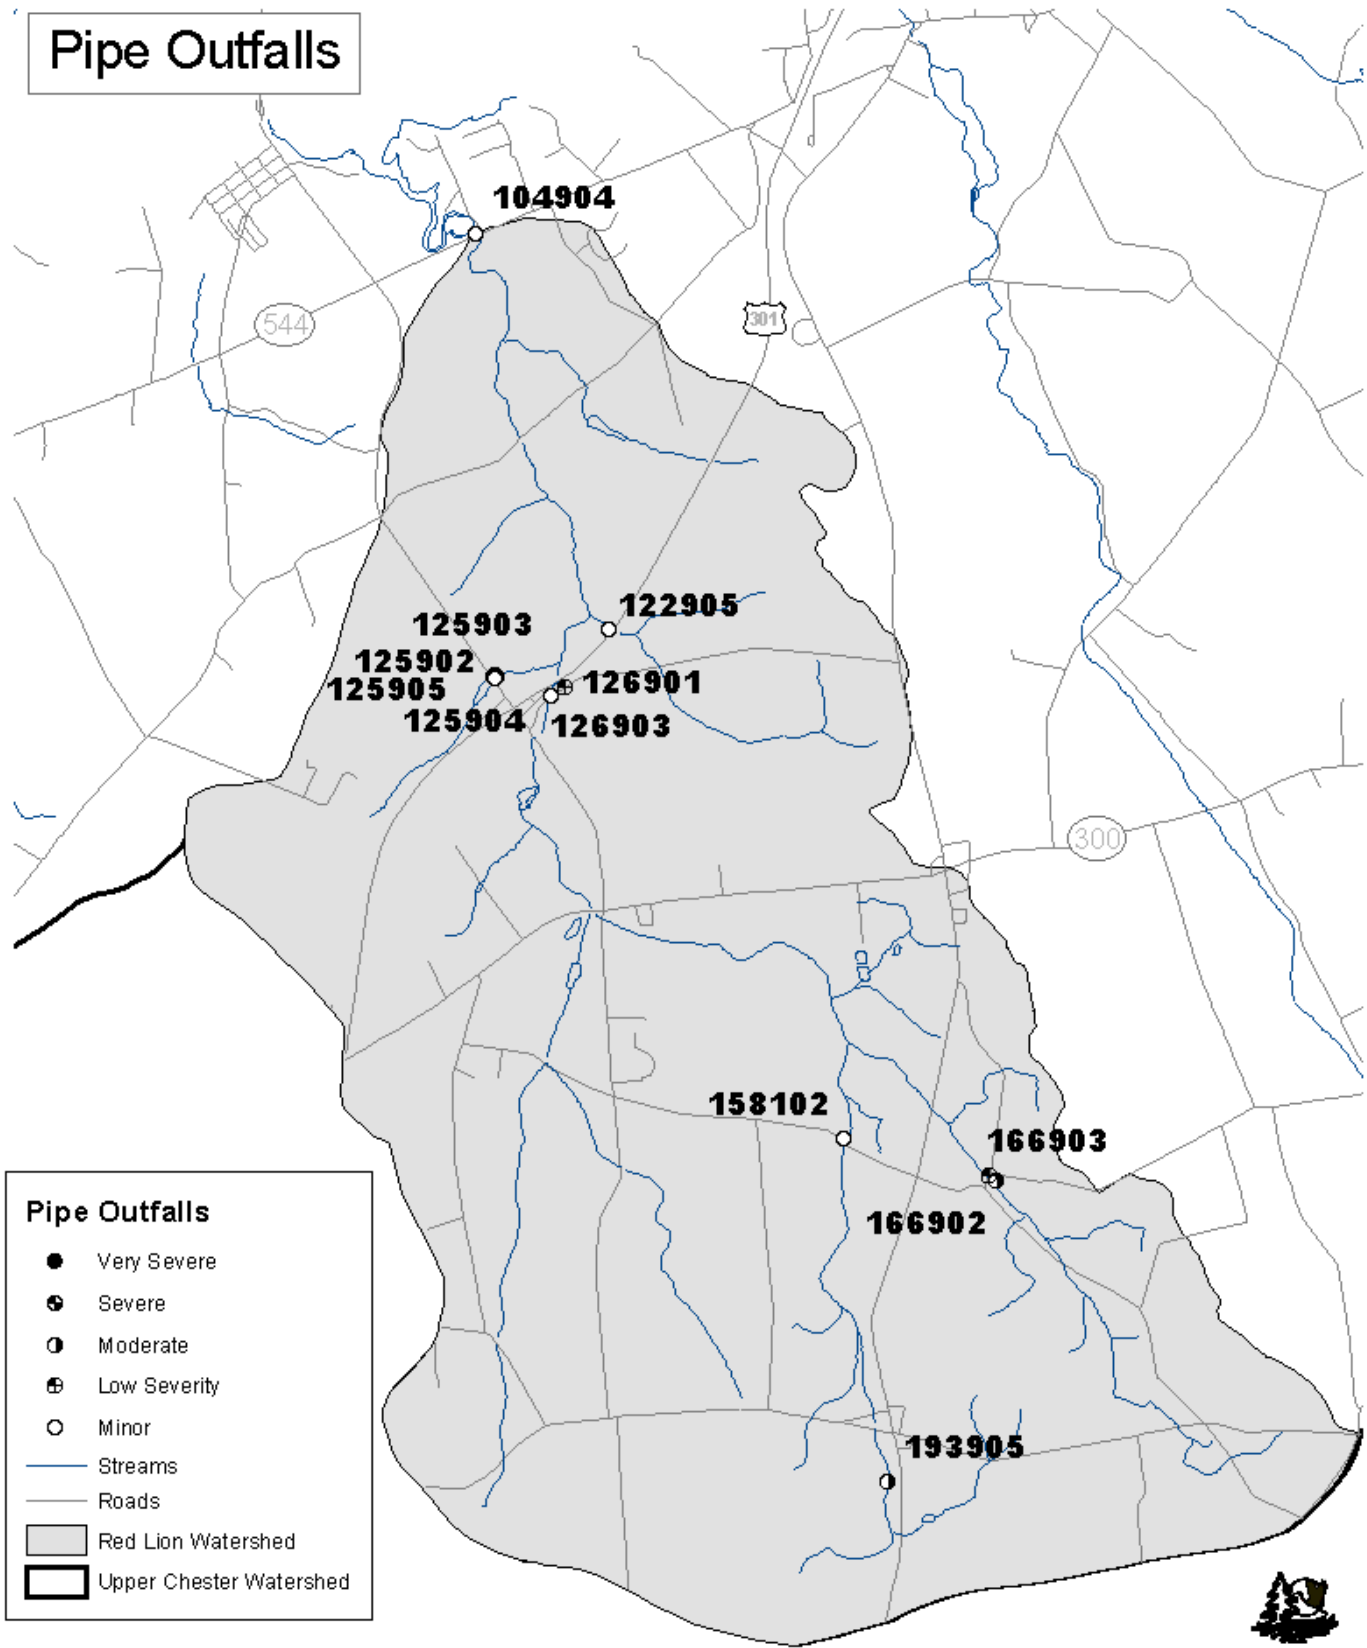 Pipe Outfalls
104904
544
301
122905
125903
125902
125905
126901
125904
126903
300
158102
166903
166902
193905
Pipe Outfalls
Very Severe
Severe
Moderate
Low Severity
Minor
Streams
Roads
Red Lion Watershed
Upper Chester Watershed